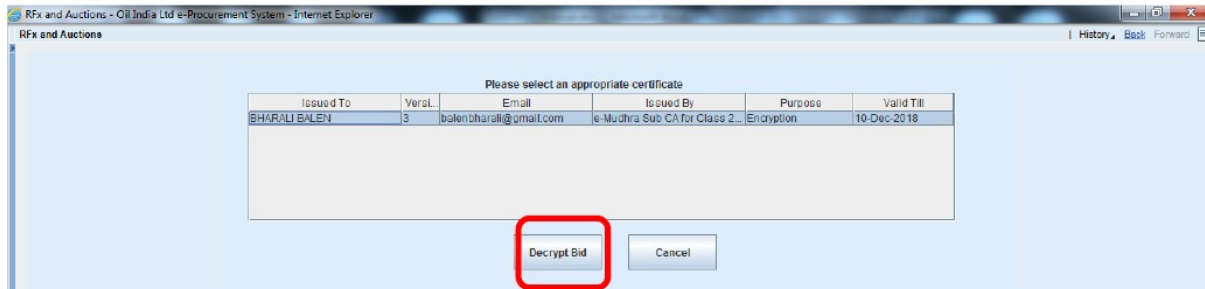 RFx and Auctions - Oil India Ltd e-Procurement System - Internet Explorer
RFx and Auctions | History Back Forward
Please select an appropriate certificate
Issued To Versi... Email Issued By Purpose Valid Till
BHARALI BALEN 3 balenbharali@gmail.com e-Mudhra Sub CA for Class 2... Encryption 10-Dec-2018
Decrypt Bid Cancel